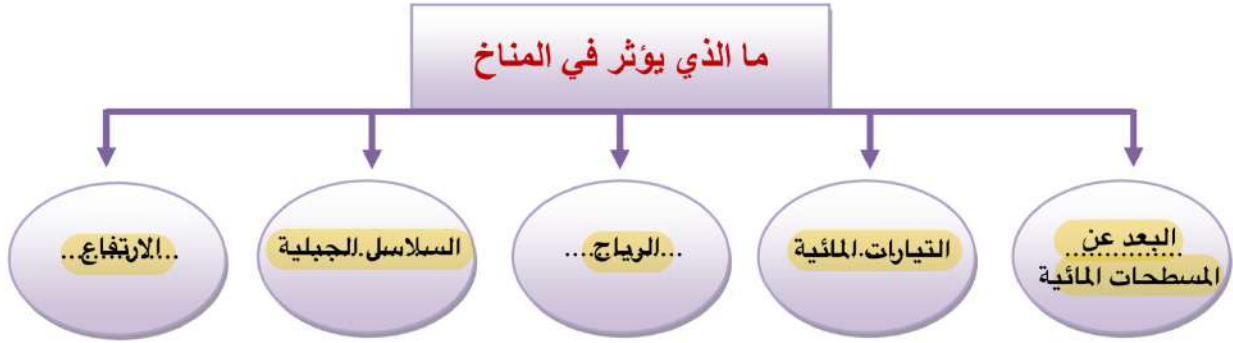 ما الذي يؤثر في المناخ
البعد عن
المسطحات المائية
التيارات المائية
الرياح
السلاسل الجبلية
الارتفاع